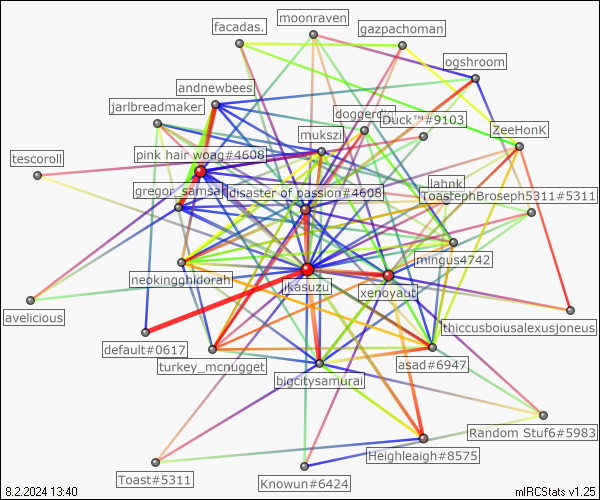 moonraven
facadas.
gazpachoman
ogshroom
andnewbees
jarlbreadmaker
doggerdici
Duck™#9103
mukszi
ZeeHonK
tescoroll
pink hair woag#4608
gregor_samsa
disaster of passion#4608
lahnk
ToastephBroseph5311#5311
mingus4742
neokingghidorah
ikasuzu
xenoyaut
avelicious
thiccusboiusalexusjoneus
default#0617
turkey_mcnugget
asad#6947
bigcitysamurai
Random Stuf6#5983
Heighleaigh#8575
Toast#5311
Knowun#6424
8.2.2024 13:40
mIRCStats v1.25